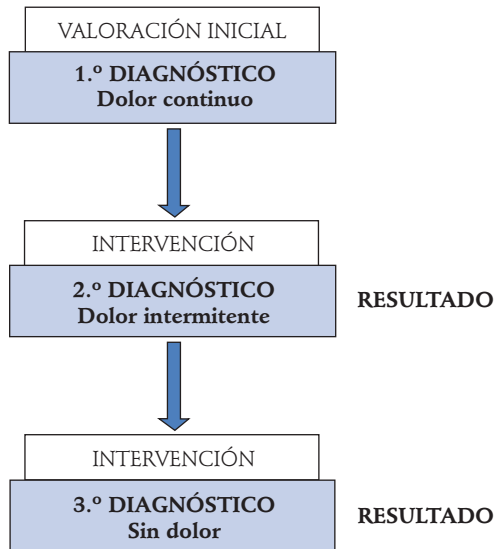 VALORACIÓN INICIAL
1.º DIAGNÓSTICO
Dolor continuo
INTERVENCIÓN
2.º DIAGNÓSTICO
Dolor intermitente
RESULTADO
INTERVENCIÓN
3.º DIAGNÓSTICO
Sin dolor
RESULTADO